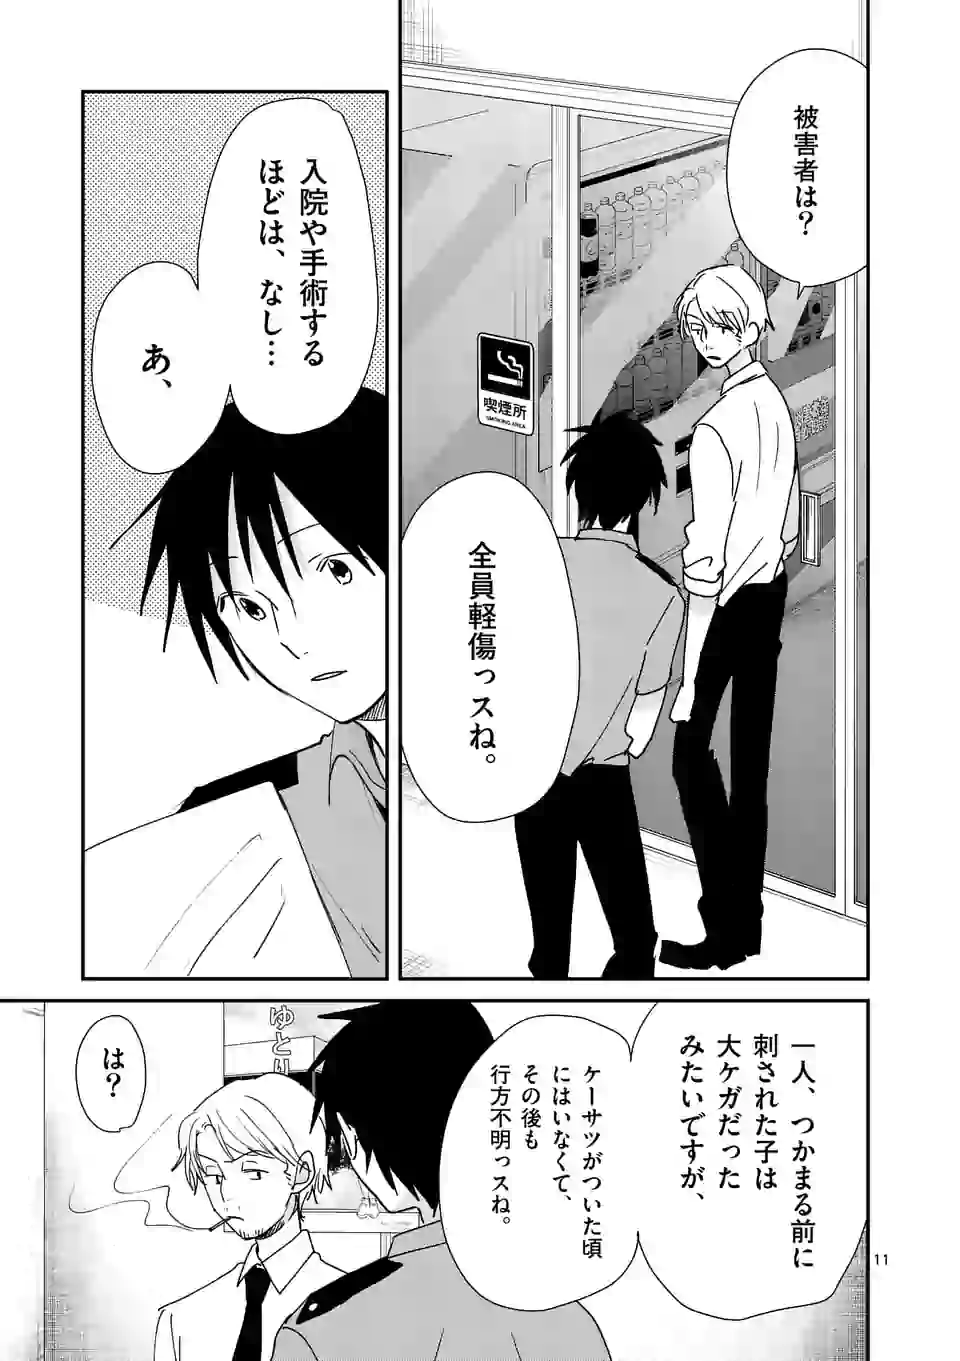 被害者は?
喫煙所
SMOKING AREA
全員軽傷っスね。
入院や手術する
ほどは、なし…
あ、
一人、つかまる前に
刺された子は
大ケガだった
みたいですが、
ケーサツがついた頃
にはいなくて、
その後も
行方不明っスね。
ゆとり
は?
11